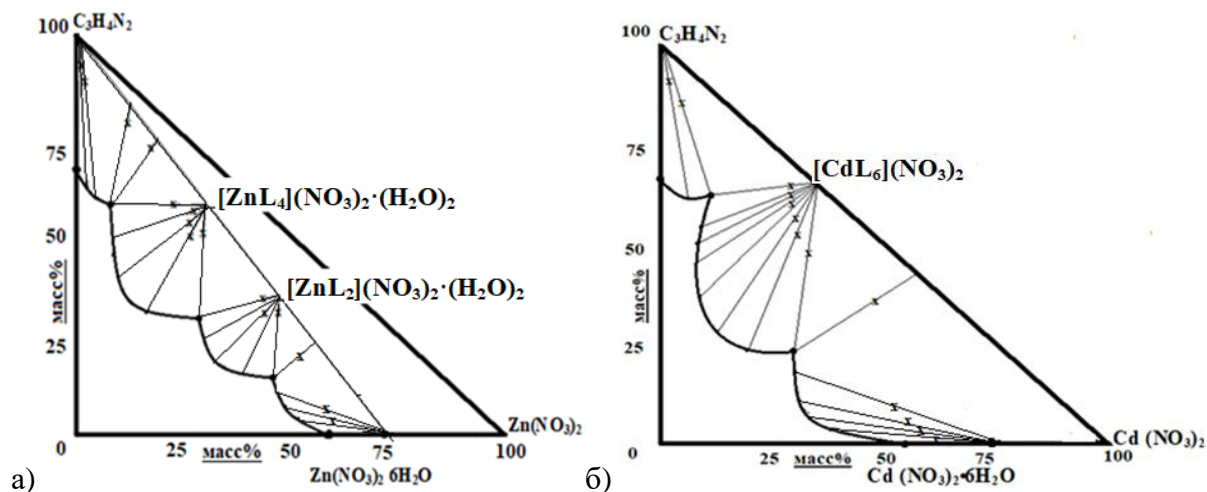 100 C₃H₄N₂
75
[ZnL₄](NO₃)₂·(H₂O)₂
50
[ZnL₂](NO₃)₂·(H₂O)₂
масс%
25
Zn(NO₃)₂
0 25 масс% 50 75 100
Zn(NO₃)₂ 6H₂O
а)
100 C₃H₄N₂
75
[CdL₆](NO₃)₂
50
масс%
25
Cd (NO₃)₂
0 25 масс% 50 75 100
Cd (NO₃)₂•6H₂O
б)